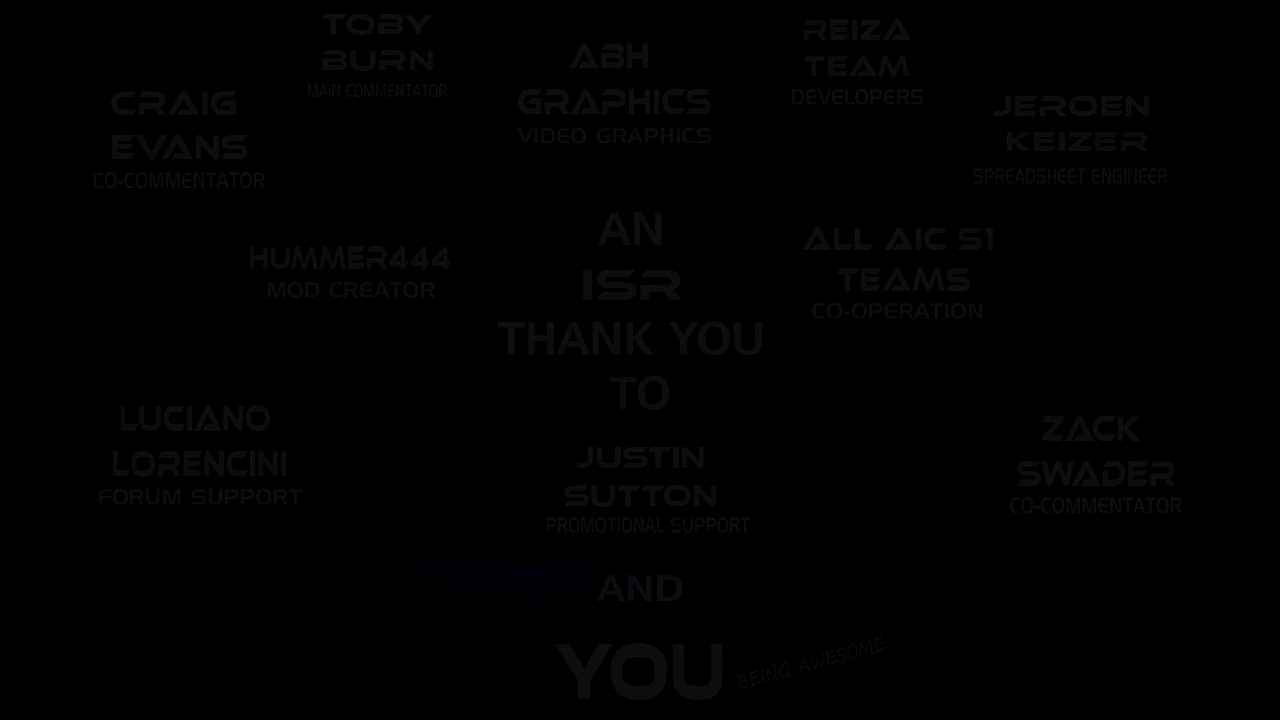 TOBY
BURN
MAIN COMMENTATOR
ABH
GRAPHICS
VIDEO GRAPHICS
REIZA
TEAM
DEVELOPERS
CRAIG
EVANS
CO-COMMENTATOR
JEROEN
KEIZER
SPREADSHEET ENGINEER
HUMMER444
MOD CREATOR
AN
ISR
THANK YOU
TO
ALL AIC S1
TEAMS
CO-OPERATION
LUCIANO
LORENCINI
FORUM SUPPORT
JUSTIN
SUTTON
PROMOTIONAL SUPPORT
ZACK
SWADER
CO-COMMENTATOR
AND
YOU
BEING AWESOME